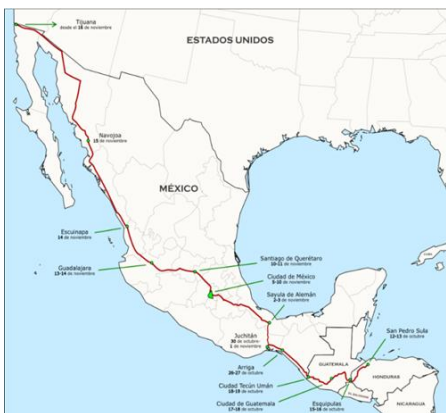 Tijuana
desde el 18 de noviembre
ESTADOS UNIDOS
Navojoa
15 de noviembre
MÉXICO
Escuinapa
14 de noviembre
Guadalajara
13-14 de noviembre
Santiago de Querétaro
10-11 de noviembre
Ciudad de México
5-10 de noviembre
Sayula de Alemán
2-3 de noviembre
Juchitán
30 de octubre-
1 de noviembre
San Pedro Sula
12-13 de octubre
Arriga
26-27 de octubre
GUATEMALA
HONDURAS
Ciudad Tecún Umán
18-19 de octubre
Ciudad de Guatemala
17-18 de octubre
Esquipulas
15-16 de octubre
NICARAGUA